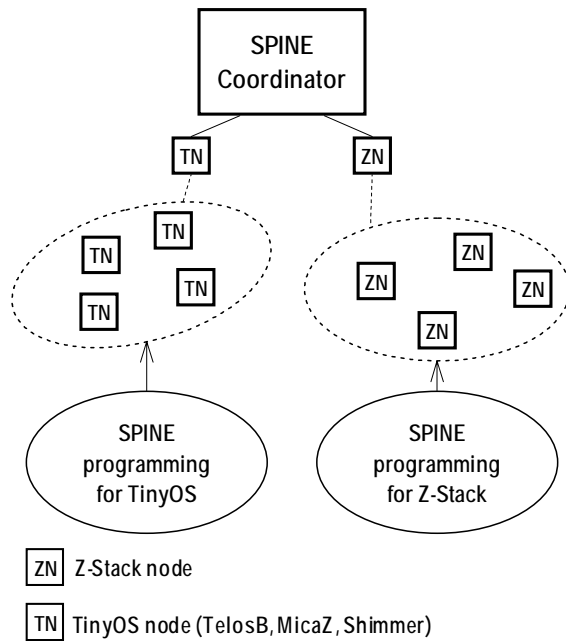 SPINE
Coordinator
TN
ZN
TN
TN
TN
TN
ZN
ZN
ZN
ZN
SPINE
programming
for TinyOS
SPINE
programming
for Z-Stack
ZN Z-Stack node
TN TinyOS node (TelosB, MicaZ, Shimmer)